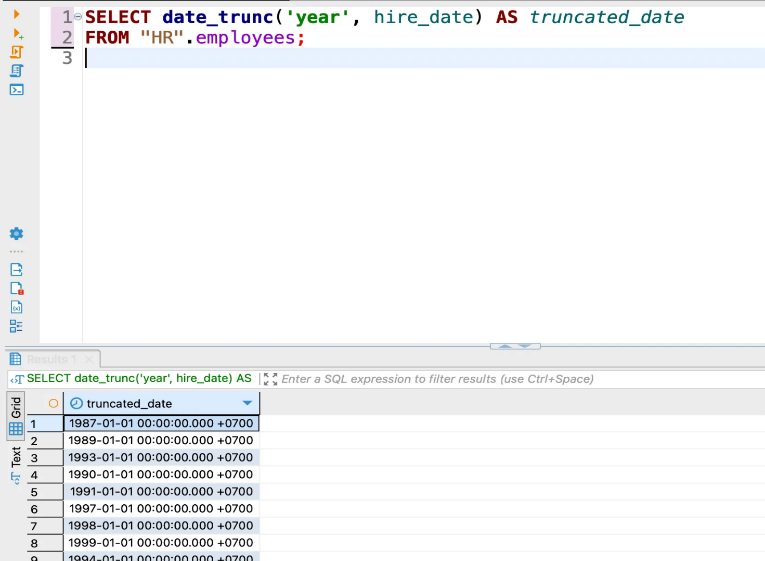 1 SELECT date_trunc('year', hire_date) AS truncated_date
2 FROM "HR".employees;
3
Results 1
SELECT date_trunc('year', hire_date) AS
Enter a SQL expression to filter results (use Ctrl+Space)
Grid
Text
truncated_date
1 1987-01-01 00:00:00.000 +0700
2 1989-01-01 00:00:00.000 +0700
3 1993-01-01 00:00:00.000 +0700
4 1990-01-01 00:00:00.000 +0700
5 1991-01-01 00:00:00.000 +0700
6 1997-01-01 00:00:00.000 +0700
7 1998-01-01 00:00:00.000 +0700
8 1999-01-01 00:00:00.000 +0700
9 1994-01-01 00:00:00.000 +0700